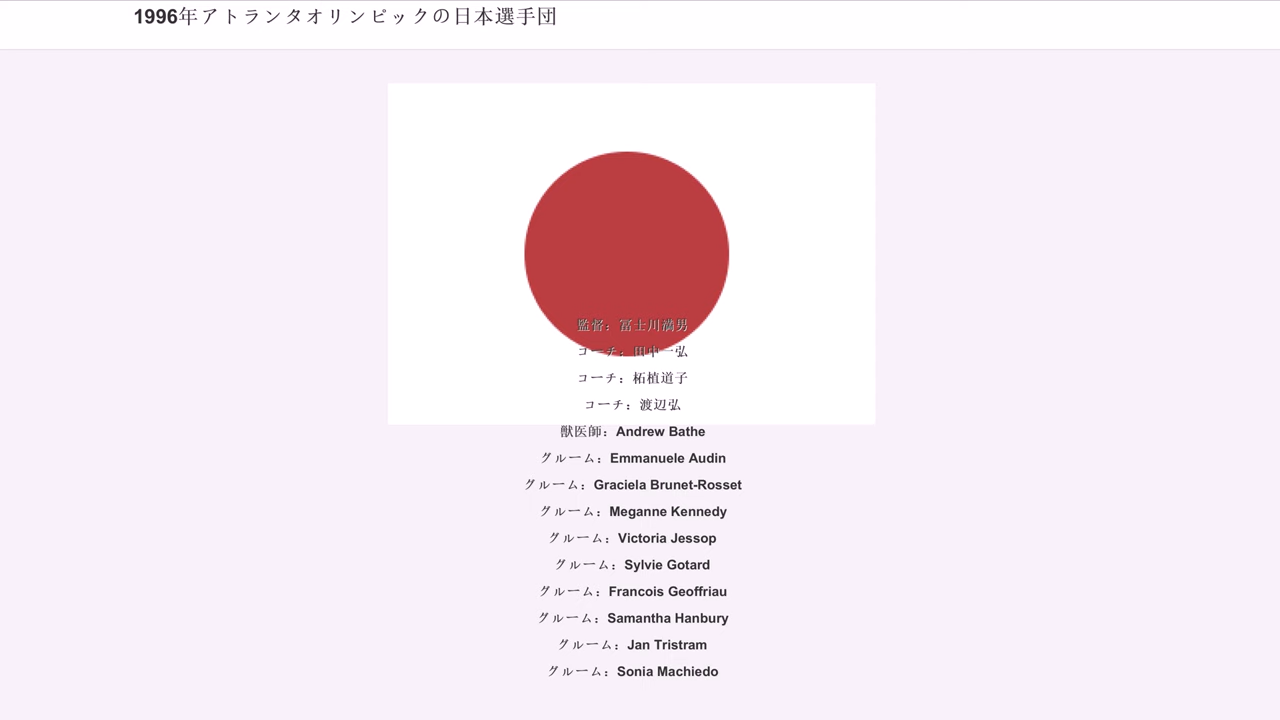 1996年アトランタオリンピックの日本選手団
監督：冨士川満男
コーチ：田中一弘
コーチ：柘植道子
コーチ：渡辺弘
獣医師：Andrew Bathe
グルーム：Emmanuele Audin
グルーム：Graciela Brunet-Rosset
グルーム：Meganne Kennedy
グルーム：Victoria Jessop
グルーム：Sylvie Gotard
グルーム：Francois Geoffriau
グルーム：Samantha Hanbury
グルーム：Jan Tristram
グルーム：Sonia Machiedo